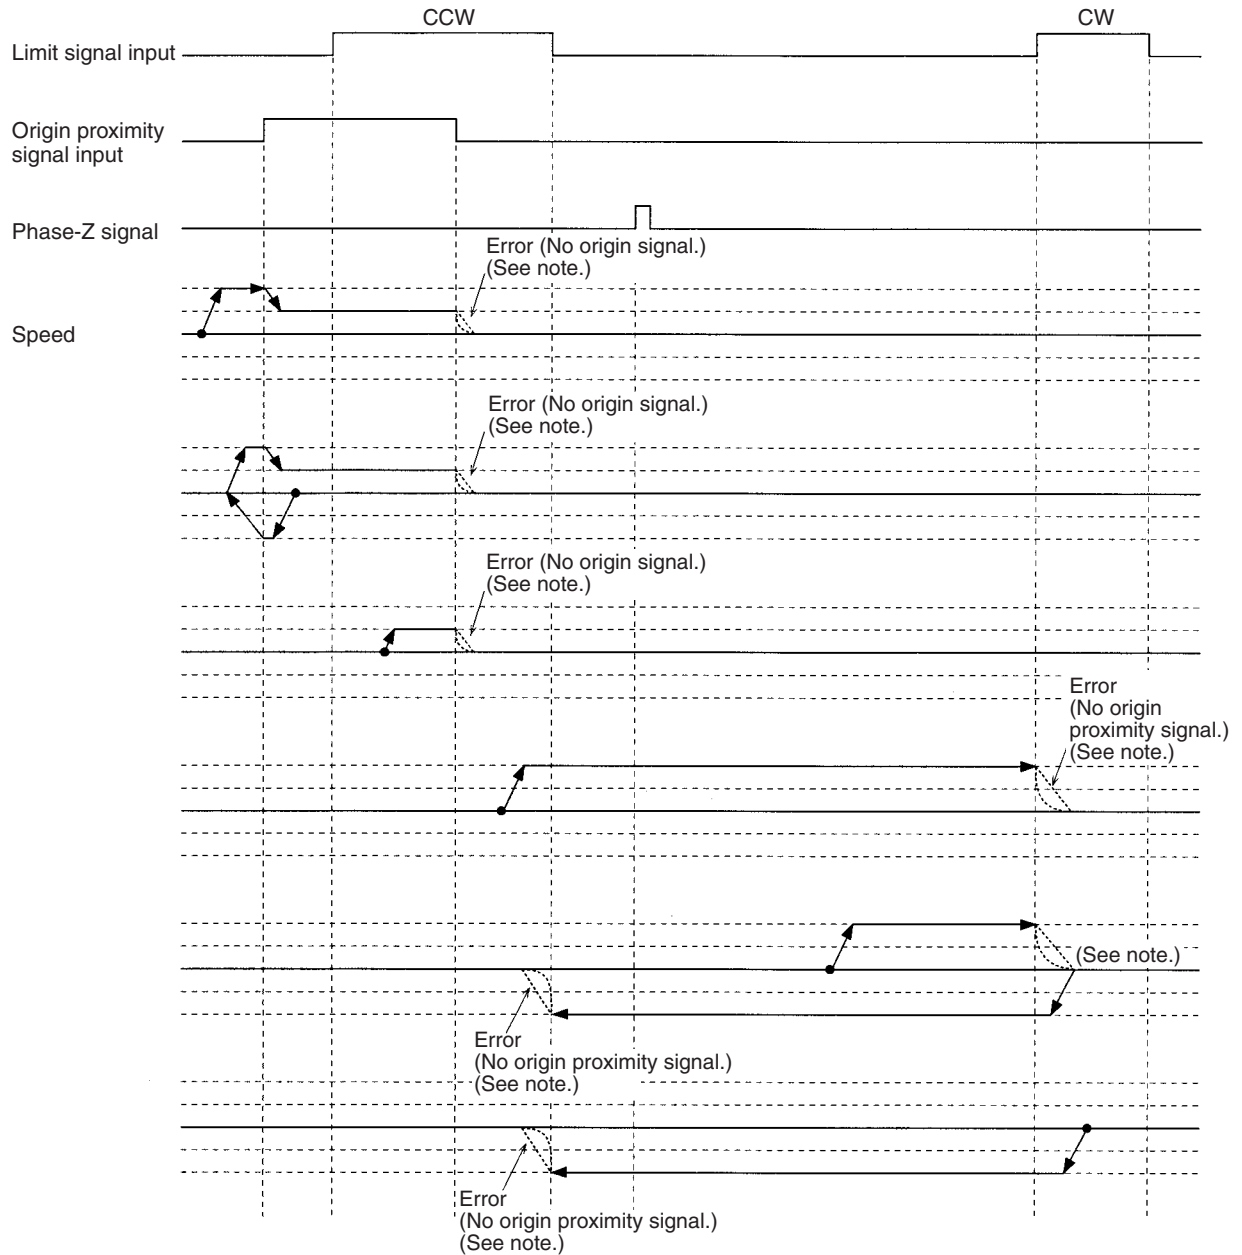 CCW
CW
Limit signal input
Origin proximity
signal input
Phase-Z signal
Error (No origin signal.)
(See note.)
Speed
Error (No origin signal.)
(See note.)
Error (No origin signal.)
(See note.)
Error
(No origin
proximity signal.)
(See note.)
(See note.)
Error
(No origin proximity signal.)
(See note.)
Error
(No origin proximity signal.)
(See note.)